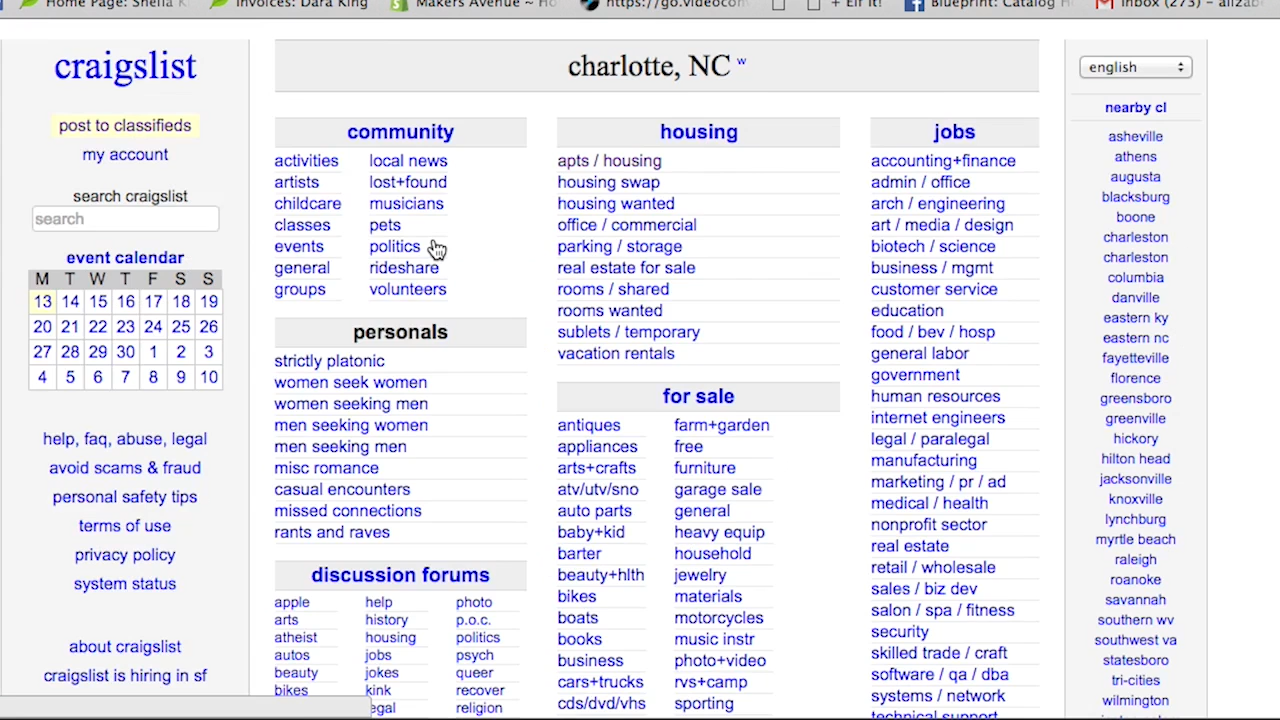 Home Page: Sheila K
Invoices: Dara King
Makers Avenue – Ho
https://go.videocom
+ Elf It!
Blueprint: Catalog H
Inbox (273) – alizab
craigslist
post to classifieds
my account
search craigslist
search
event calendar
M T W T F S S
13 14 15 16 17 18 19
20 21 22 23 24 25 26
27 28 29 30 1 2 3
4 5 6 7 8 9 10
help, faq, abuse, legal
avoid scams & fraud
personal safety tips
terms of use
privacy policy
system status
about craigslist
craigslist is hiring in sf
charlotte, NC w
community
activities
artists
childcare
classes
events
general
groups
local news
lost+found
musicians
pets
politics
rideshare
volunteers
personals
strictly platonic
women seek women
women seeking men
men seeking women
men seeking men
misc romance
casual encounters
missed connections
rants and raves
discussion forums
apple
arts
atheist
autos
beauty
bikes
help
history
housing
jobs
jokes
kink
egal
photo
p.o.c.
politics
psych
queer
recover
religion
housing
apts / housing
housing swap
housing wanted
office / commercial
parking / storage
real estate for sale
rooms / shared
rooms wanted
sublets / temporary
vacation rentals
for sale
antiques
appliances
arts+crafts
atv/utv/sno
auto parts
baby+kid
barter
beauty+hlth
bikes
boats
books
business
cars+trucks
cds/dvd/vhs
farm+garden
free
furniture
garage sale
general
heavy equip
household
jewelry
materials
motorcycles
music instr
photo+video
rvs+camp
sporting
jobs
accounting+finance
admin / office
arch / engineering
art / media / design
biotech / science
business / mgmt
customer service
education
food / bev / hosp
general labor
government
human resources
internet engineers
legal / paralegal
manufacturing
marketing / pr / ad
medical / health
nonprofit sector
real estate
retail / wholesale
sales / biz dev
salon / spa / fitness
security
skilled trade / craft
software / qa / dba
systems / network
technical support
english
nearby cl
asheville
athens
augusta
blacksburg
boone
charleston
charleston
columbia
danville
eastern ky
eastern nc
fayetteville
florence
greensboro
greenville
hickory
hilton head
jacksonville
knoxville
lynchburg
myrtle beach
raleigh
roanoke
savannah
southern wv
southwest va
statesboro
tri-cities
wilmington